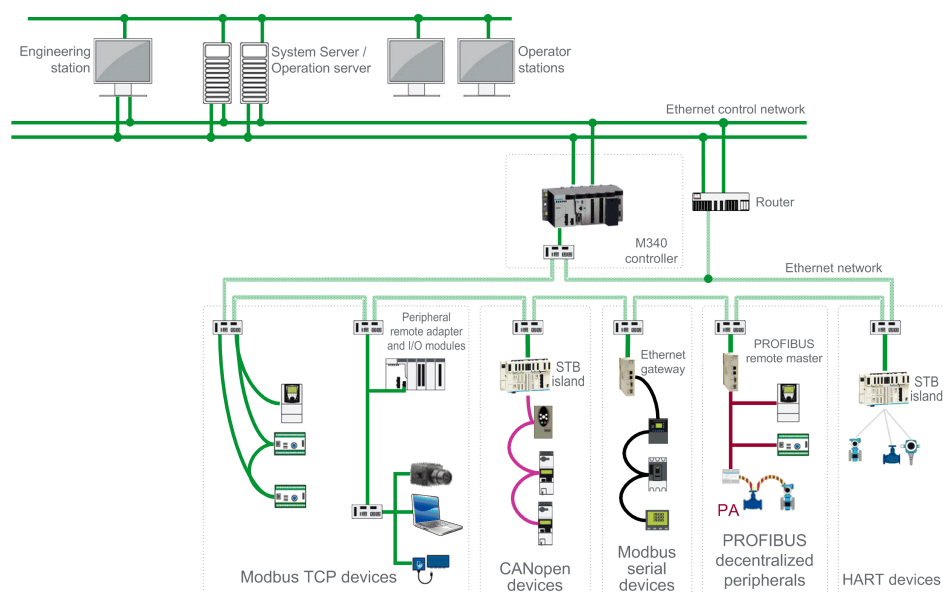 Engineering
station
System Server /
Operation server
Operator
stations
Ethernet control network
Router
M340
controller
Ethernet network
Peripheral
remote adapter
and I/O modules
STB
island
Ethernet
gateway
PROFIBUS
remote master
STB
island
PA
Modbus TCP devices
CANopen
devices
Modbus
serial
devices
PROFIBUS
decentralized
peripherals
HART devices